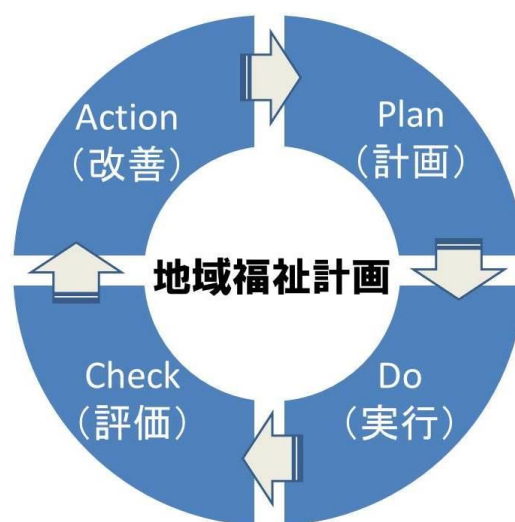 Action
（改善）
Plan
（計画）
地域福祉計画
Check
（評価）
Do
（実行）